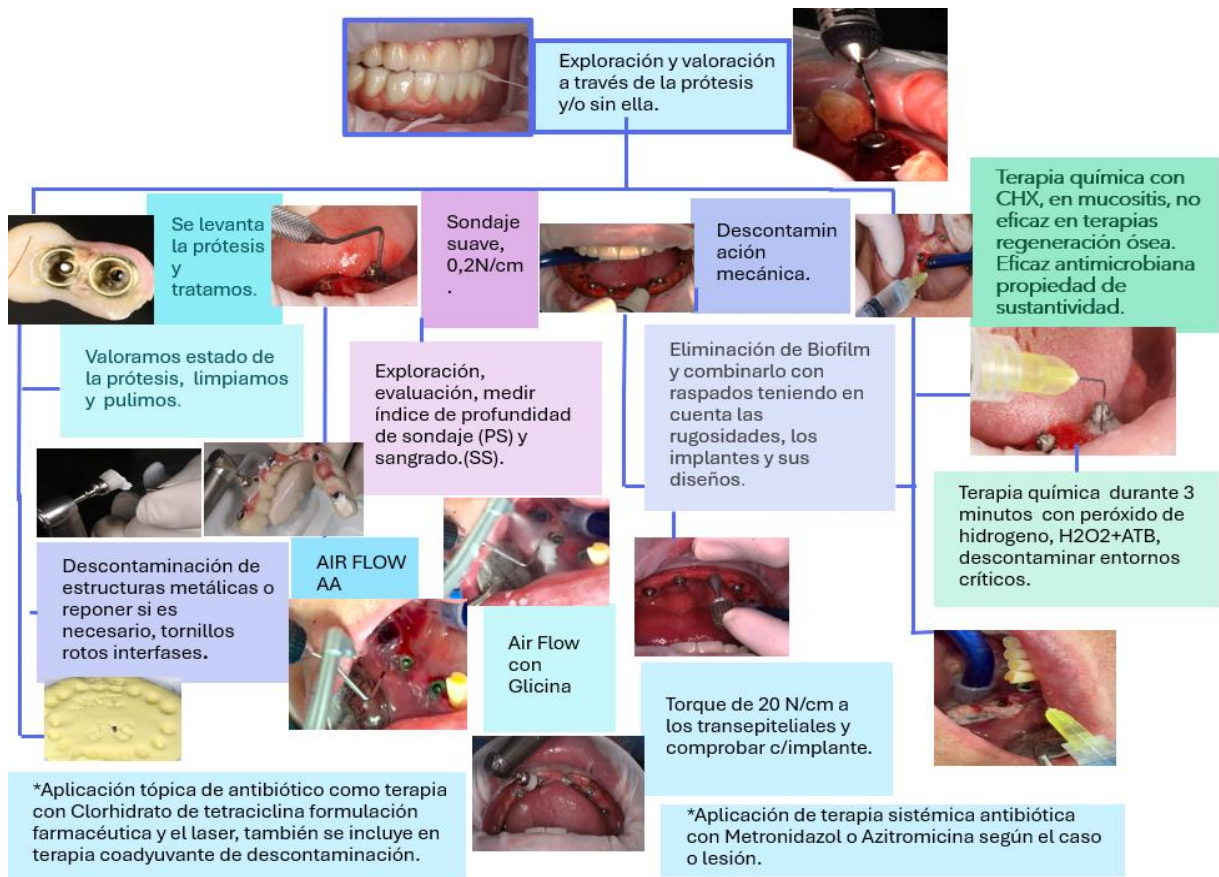 Exploración y valoración
a través de la prótesis
y/o sin ella.
Se levanta
la prótesis
y
tratamos.
Sondaje
suave,
0,2N/cm
.
Descontamin
ación
mecánica.
Terapia química con
CHX, en mucositis, no
eficaz en terapias
regeneración ósea.
Eficaz antimicrobiana
propiedad de
sustantividad.
Valoramos estado de
la prótesis, limpiamos
y pulimos.
Exploración,
evaluación, medir
índice de profundidad
de sondaje (PS) y
sangrado.(SS).
Eliminación de Biofilm
y combinarlo con
raspados teniendo en
cuenta las
rugosidades, los
implantes y sus
diseños.
Terapia química durante 3
minutos con peróxido de
hidrogeno, H2O2+ATB,
descontaminar entornos
críticos.
Descontaminación de
estructuras metálicas o
reponer si es
necesario, tornillos
rotos interfases.
AIR FLOW
AA
Air Flow
con
Glicina
Torque de 20 N/cm a
los transepiteliales y
comprobar c/implante.
*Aplicación tópica de antibiótico como terapia
con Clorhidrato de tetraciclina formulación
farmacéutica y el laser, también se incluye en
terapia coadyuvante de descontaminación.
*Aplicación de terapia sistémica antibiótica
con Metronidazol o Azitromicina según el caso
o lesión.